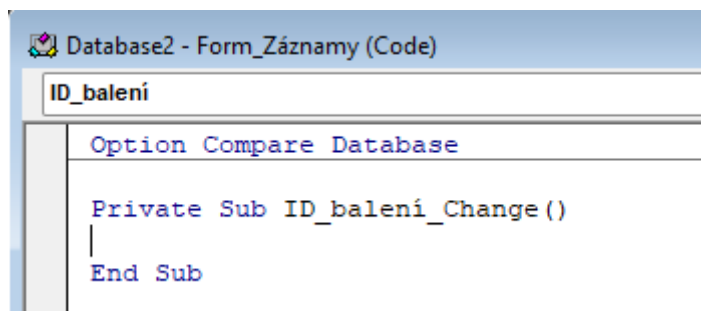 Database2 - Form_Záznamy (Code)
ID_balení
Option Compare Database
Private Sub ID_balení_Change()
End Sub